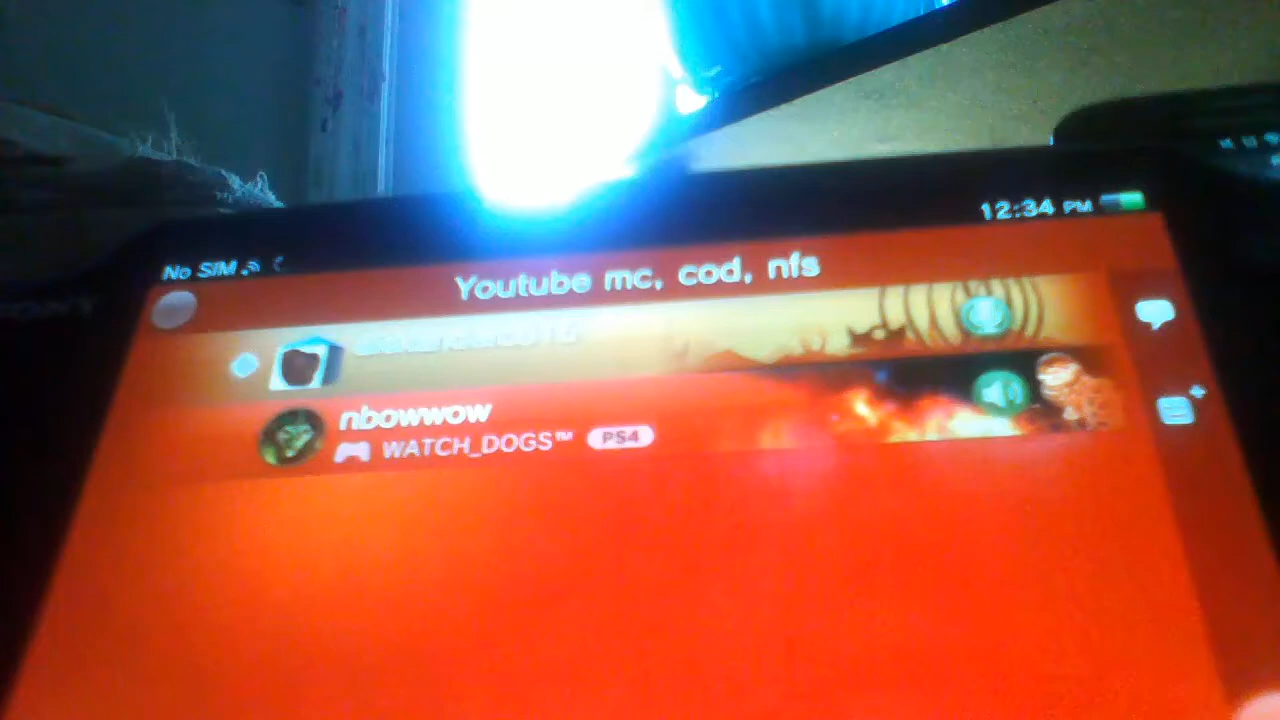 12:34 PM
No SIM
Youtube mc, cod, nfs
nbowwow
WATCH_DOGS™ PS4